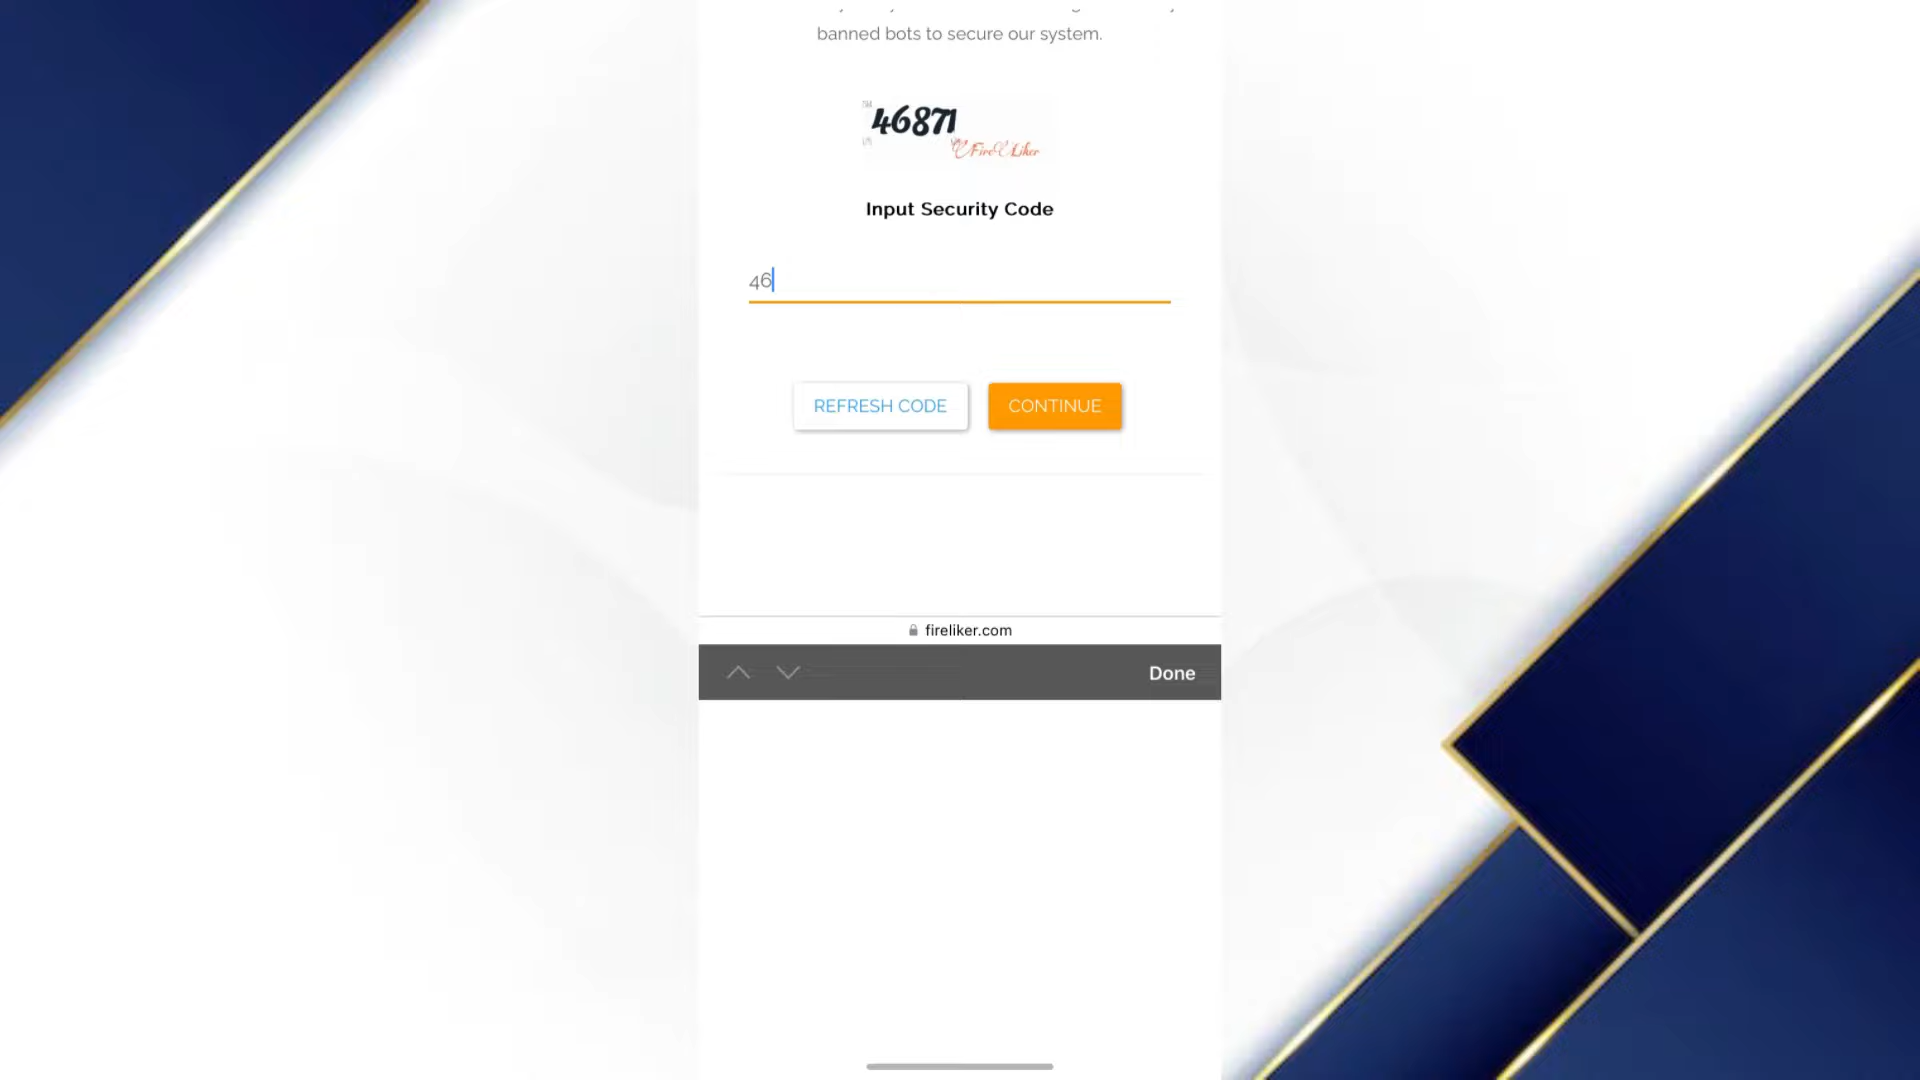 banned bots to secure our system.
46871
FireLiker
Input Security Code
46
REFRESH CODE
CONTINUE
fireliker.com
Done